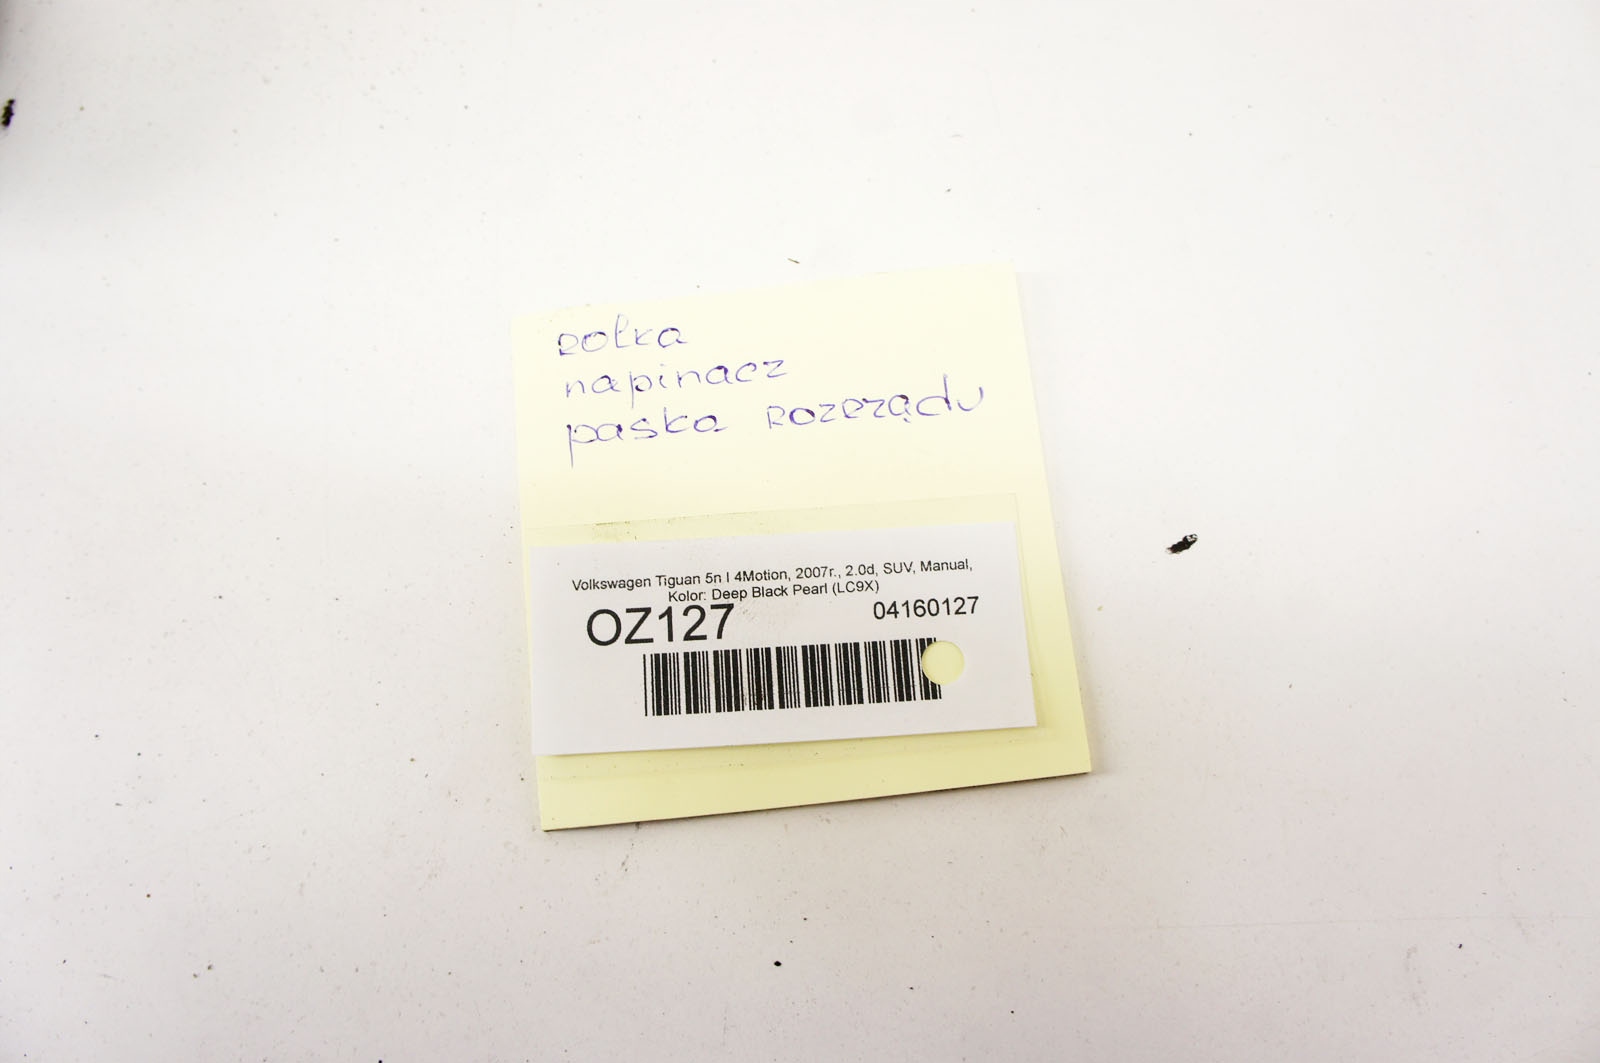 rolka
napinacz
paska rozrządu
Volkswagen Tiguan 5n I 4Motion, 2007r., 2.0d, SUV, Manual,
Kolor: Deep Black Pearl (LC9X)
OZ127 04160127